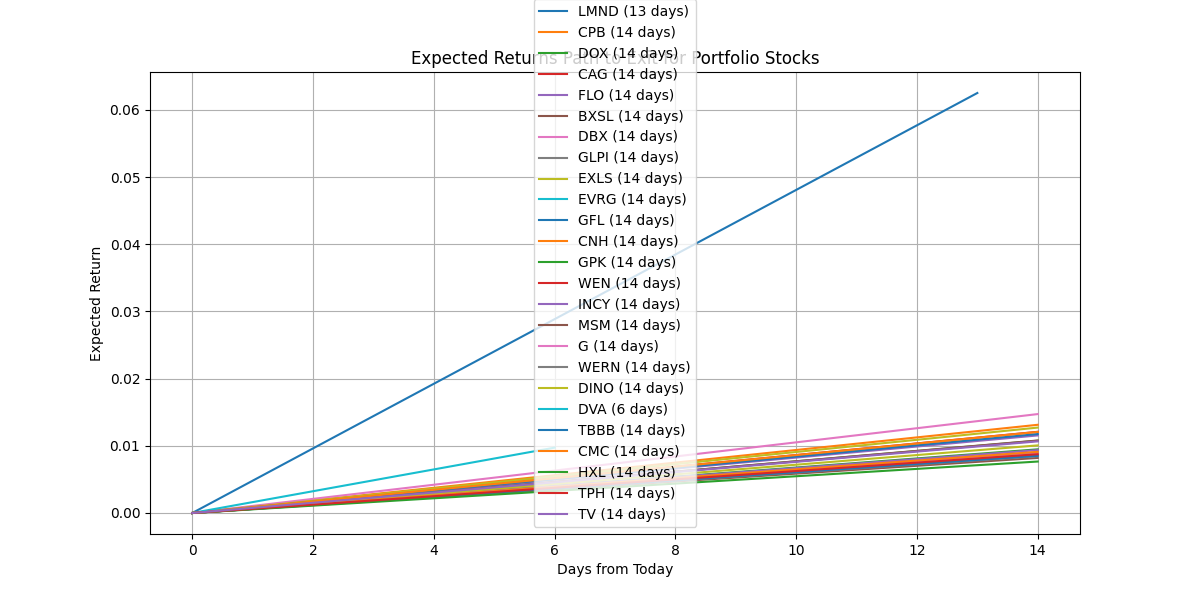 Expected Returns Path to Exit for Portfolio Stocks
LMND (13 days)
CPB (14 days)
DOX (14 days)
CAG (14 days)
FLO (14 days)
BXSL (14 days)
DBX (14 days)
GLPI (14 days)
EXLS (14 days)
EVRG (14 days)
GFL (14 days)
CNH (14 days)
GPK (14 days)
WEN (14 days)
INCY (14 days)
MSM (14 days)
G (14 days)
WERN (14 days)
DINO (14 days)
DVA (6 days)
TBBB (14 days)
CMC (14 days)
HXL (14 days)
TPH (14 days)
TV (14 days)
Expected Return
0.06
0.05
0.04
0.03
0.02
0.01
0.00
0 2 4 6 8 10 12 14
Days from Today